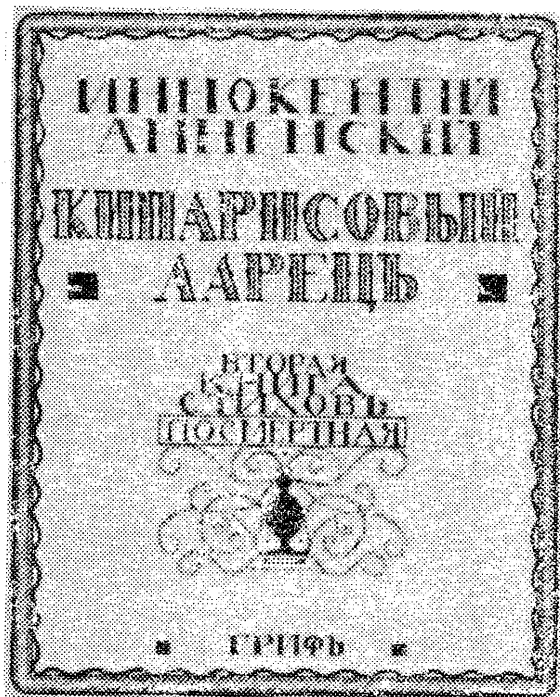 ИННОКЕНТІЙ
АННЕНСКІЙ
КИПАРИСОВЫЙ
ЛАРЕЦЪ
ВТОРАЯ
КНИГА
СТИХОВЪ
ПОСМЕРТНАЯ
ГРИФЪ